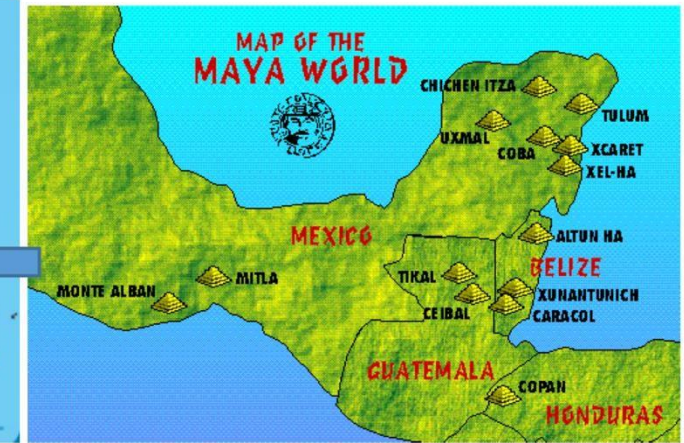 MAP OF THE
MAYA WORLD
CHICHEN ITZA
TULUM
UXMAL
COBA
XCARET
XEL-HA
MEXICO
ALTUN HA
BELIZE
TIKAL
MITLA
MONTE ALBAN
XUNANTUNICH
CEIBAL
CARACOL
GUATEMALA
COPAN
HONDURAS